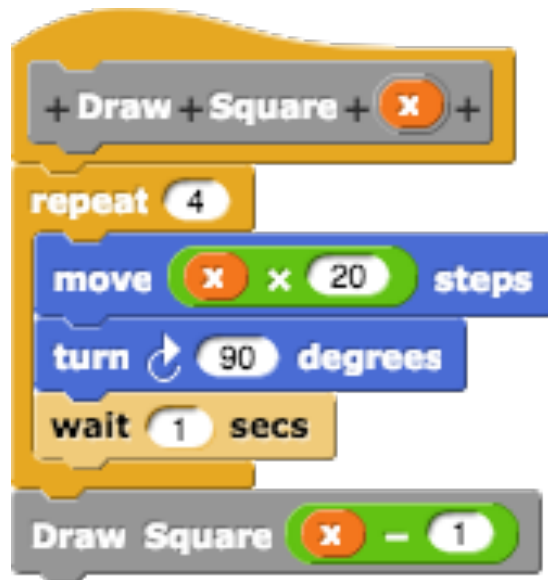 + Draw + Square + x +
repeat 4
move x × 20 steps
turn 90 degrees
wait 1 secs
Draw Square x - 1